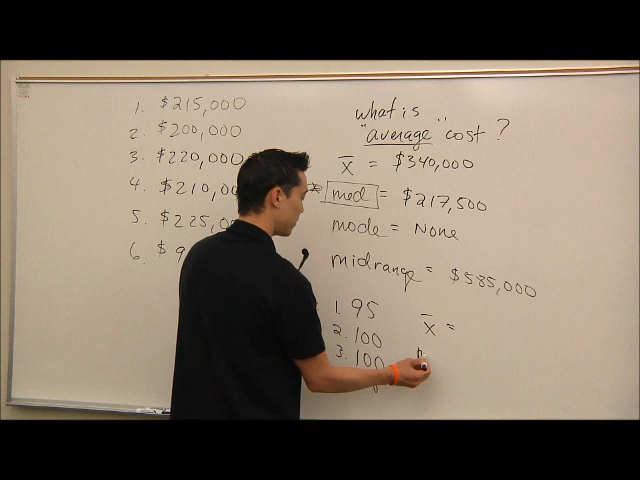 1. $215,000
2. $200,000
3. $220,000
4. $210,0
5. $225,0
6. $9
what is
"average" cost ?
x̄ = $340,000
* med = $217,500
mode = None
midrange = $585,000
1. 95
2. 100
3. 100
x̄ =